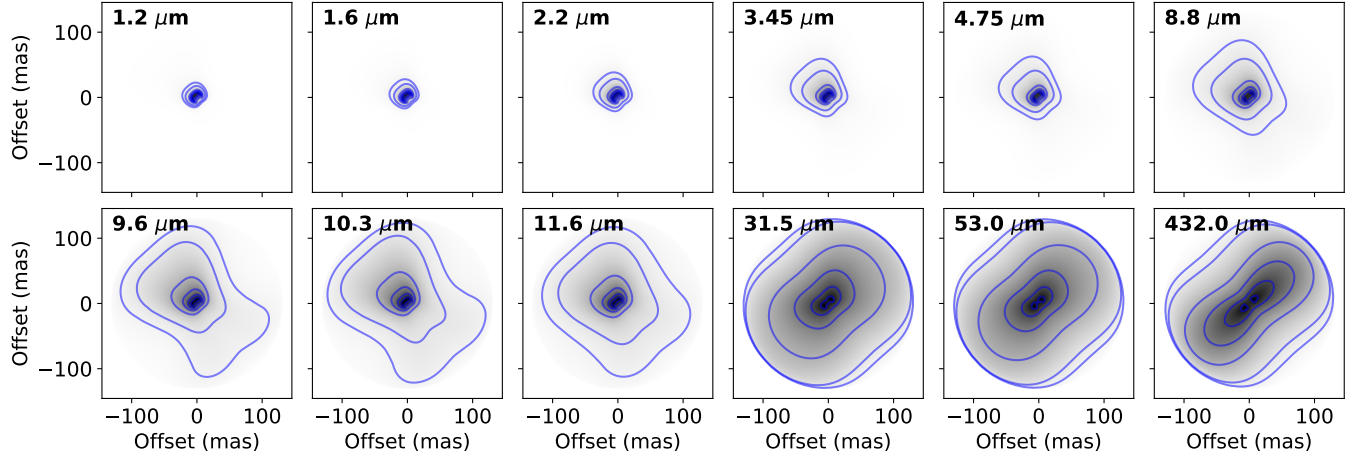 1.2 μm
1.6 μm
2.2 μm
3.45 μm
4.75 μm
8.8 μm
100
0
−100
Offset (mas)
9.6 μm
10.3 μm
11.6 μm
31.5 μm
53.0 μm
432.0 μm
100
0
−100
Offset (mas)
−100 0 100 −100 0 100 −100 0 100 −100 0 100 −100 0 100 −100 0 100
Offset (mas) Offset (mas) Offset (mas) Offset (mas) Offset (mas) Offset (mas)